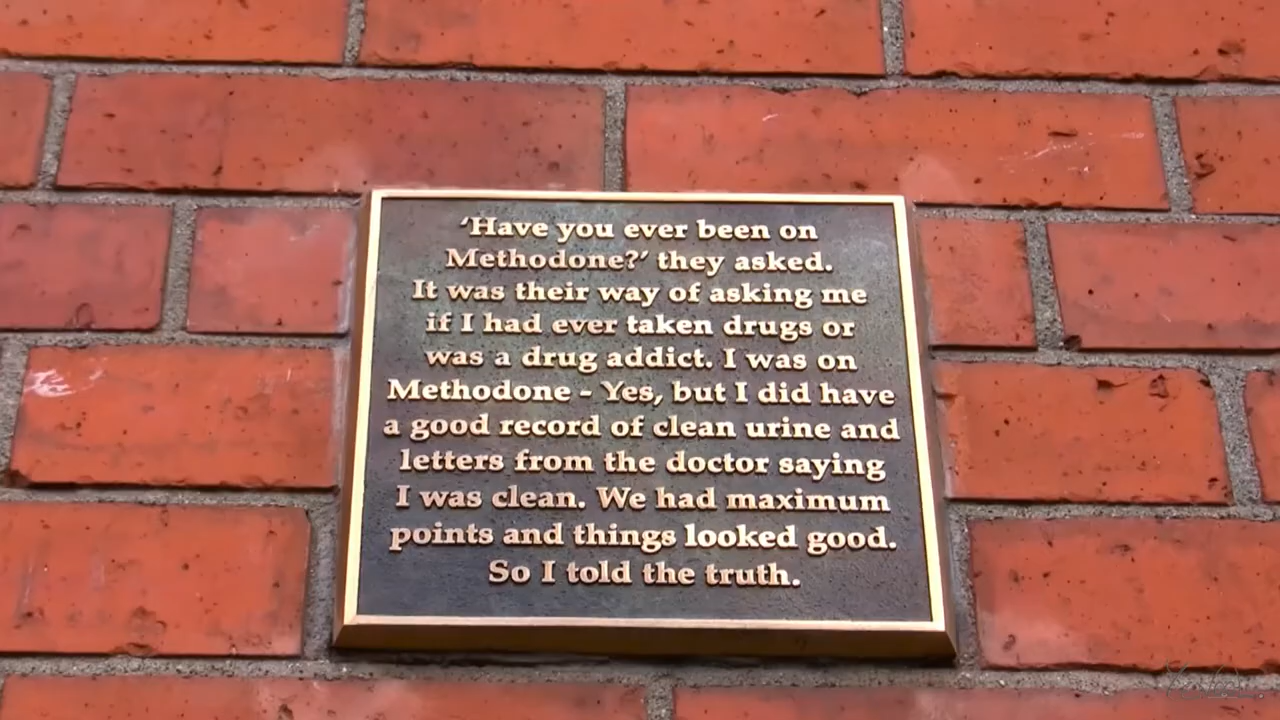 ‘Have you ever been on
Methodone?’ they asked.
It was their way of asking me
if I had ever taken drugs or
was a drug addict. I was on
Methodone - Yes, but I did have
a good record of clean urine and
letters from the doctor saying
I was clean. We had maximum
points and things looked good.
So I told the truth.